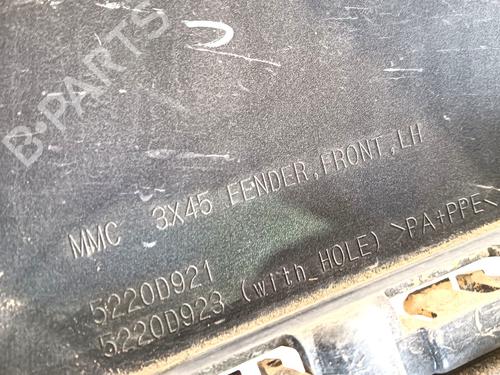 B-PARTS
MMC 3X45 FENDER, FRONT, LH
5220D921
5220D923 (with_HOLE) >PA+PPE<